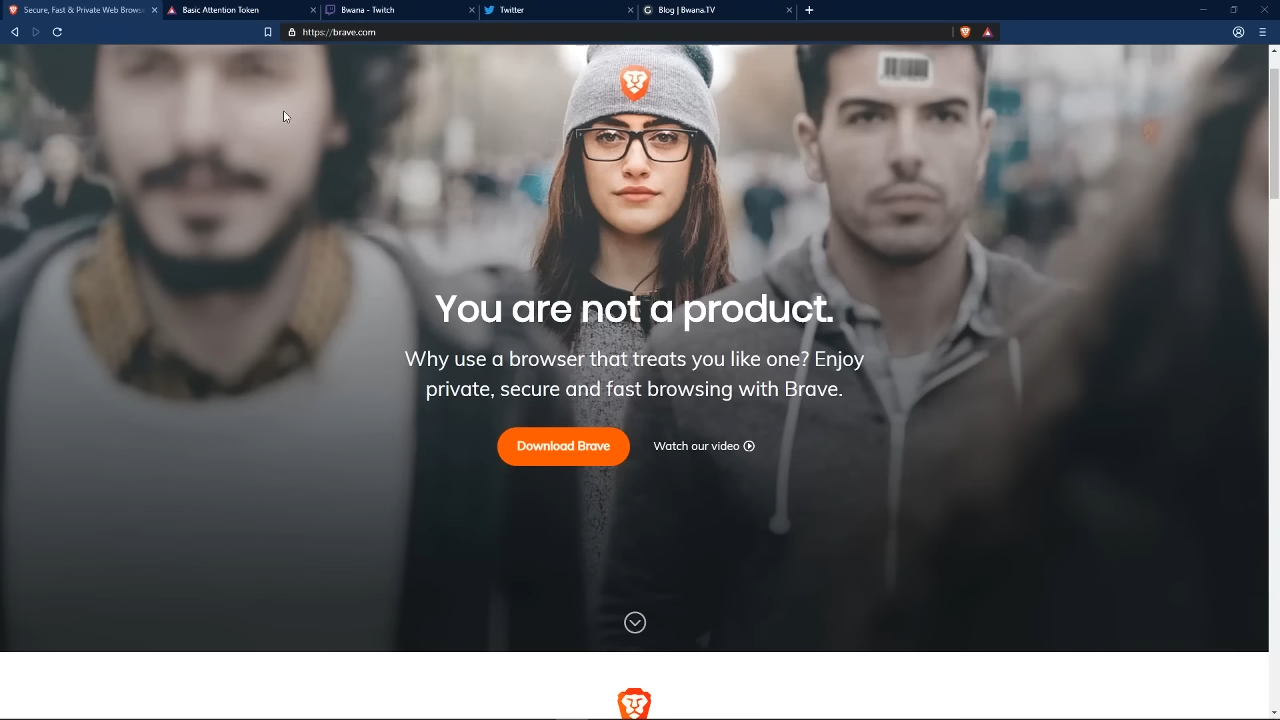 Secure, Fast & Private Web Brows
Basic Attention Token
Bwana - Twitch
Twitter
Blog | Bwana.TV
https://brave.com
You are not a product.
Why use a browser that treats you like one? Enjoy
private, secure and fast browsing with Brave.
Download Brave
Watch our video